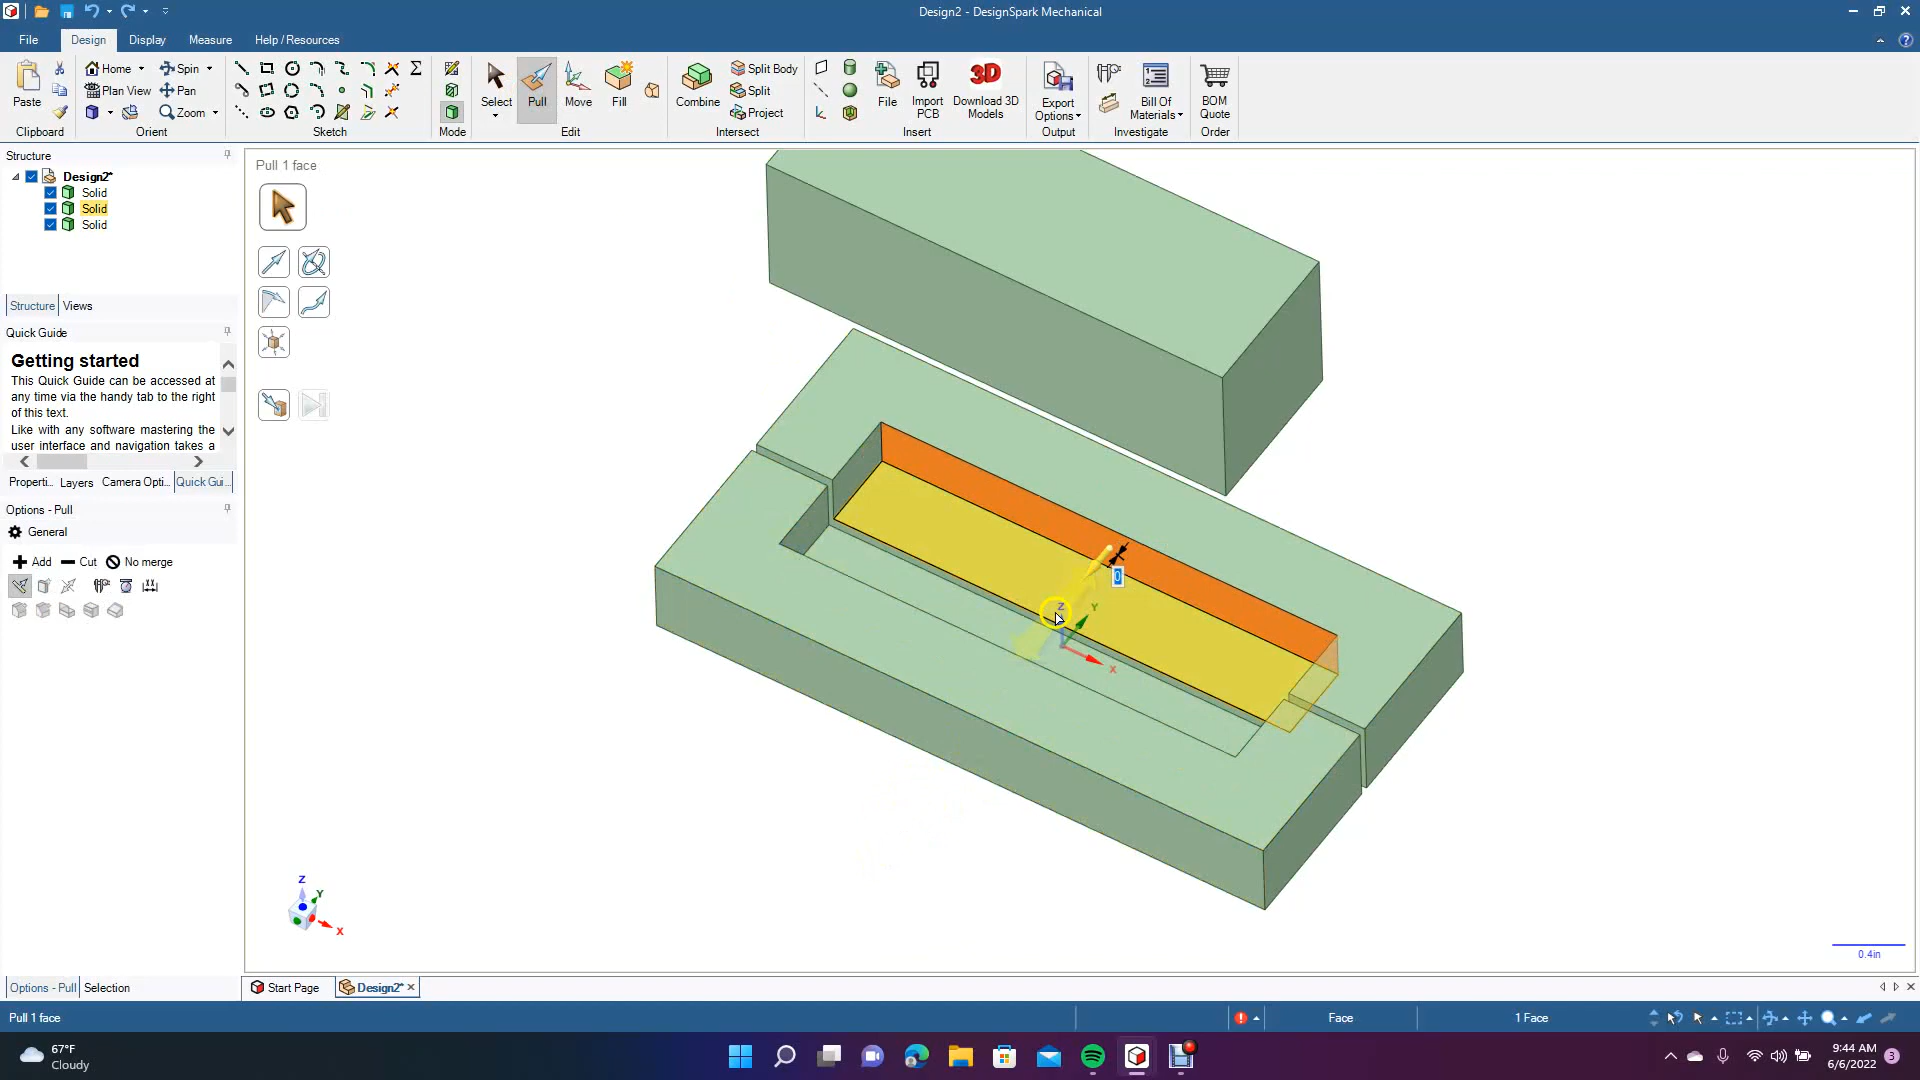 Design2 - DesignSpark Mechanical
File Design Display Measure Help / Resources
Paste
Clipboard
Home
Plan View
Spin
Pan
Zoom
Orient
Sketch
Mode
Select
Pull
Move
Fill
Edit
Combine
Split Body
Split
Project
Intersect
File
Import PCB
Download 3D Models
3D
Insert
Export Options
Output
Bill Of Materials
Investigate
BOM Quote
Order
Structure
Design2*
Solid
Solid
Solid
Structure Views
Quick Guide
Getting started
This Quick Guide can be accessed at
any time via the handy tab to the right
of this text.
Like with any software mastering the
user interface and navigation takes a
Properti... Layers Camera Opti... Quick Gui...
Options - Pull
General
Add Cut No merge
Pull 1 face
0
Z
Y
X
Z
Y
X
0.4in
Options - Pull Selection
Start Page Design2*
Pull 1 face
Face
1 Face
67°F
Cloudy
9:44 AM
6/6/2022
3